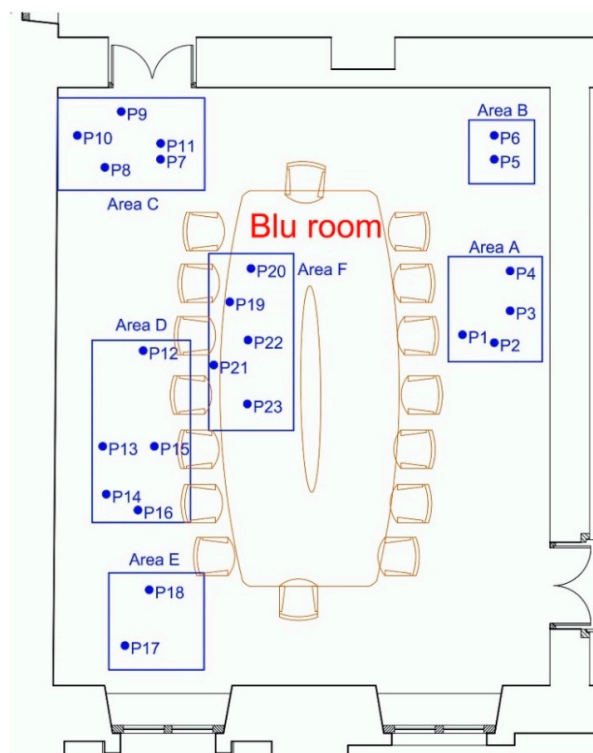 P9
Area B
P10
P11
P6
P7
P5
P8
Area C
Blu room
Area A
P20
Area F
P4
P19
P3
Area D
P1
P22
P2
P12
P21
P23
P13
P15
P14
P16
Area E
P18
P17